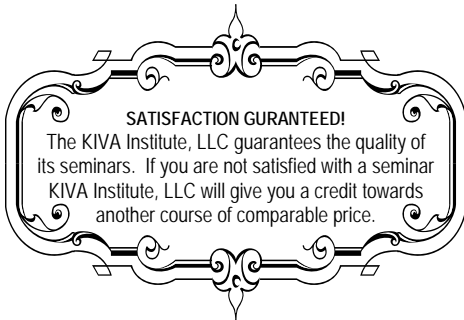 SATISFACTION GURANTEED!
The KIVA Institute, LLC guarantees the quality of
its seminars.  If you are not satisfied with a seminar
KIVA Institute, LLC will give you a credit towards
another course of comparable price.